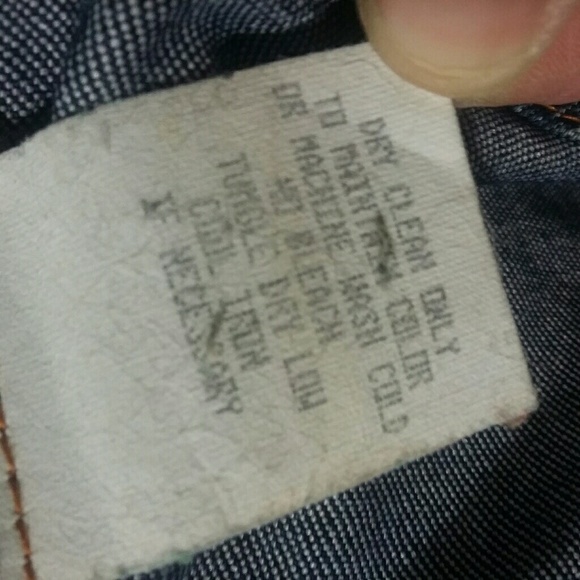 DRY CLEAN ONLY
TO MAINTAIN COLOR
OR MACHINE WASH COLD
NO BLEACH
TUMBLE DRY LOW
COOL IRON
IF NECESSARY